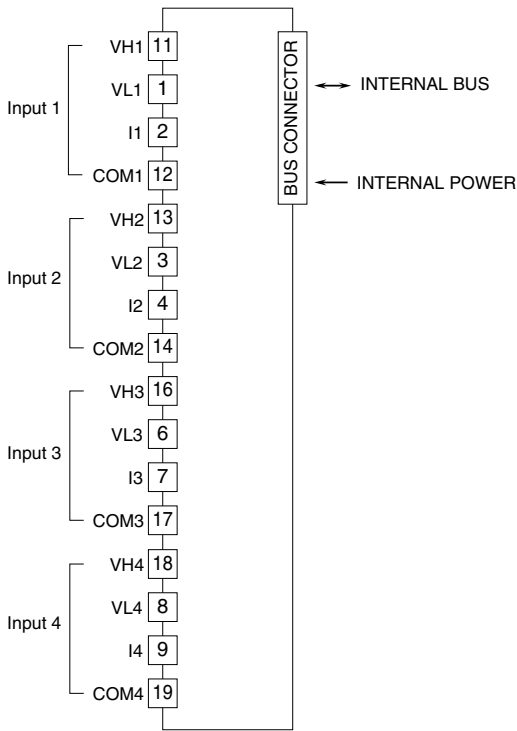 Input 1
VH1 11
VL1 1
I1 2
COM1 12
Input 2
VH2 13
VL2 3
I2 4
COM2 14
Input 3
VH3 16
VL3 6
I3 7
COM3 17
Input 4
VH4 18
VL4 8
I4 9
COM4 19
BUS CONNECTOR
INTERNAL BUS
INTERNAL POWER